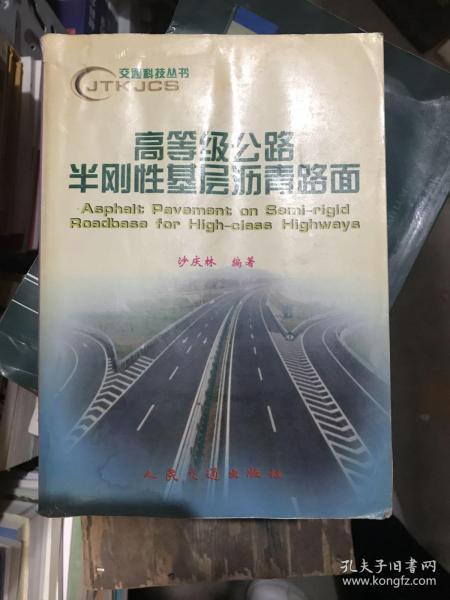 交通科技丛书
JTKJCS
高等级公路
半刚性基层沥青路面
Asphalt Pavement on Semi-rigid
Roadbase for High-class Highways
沙庆林 编著
人民交通出版社
孔夫子旧书网
www.kongfz.com